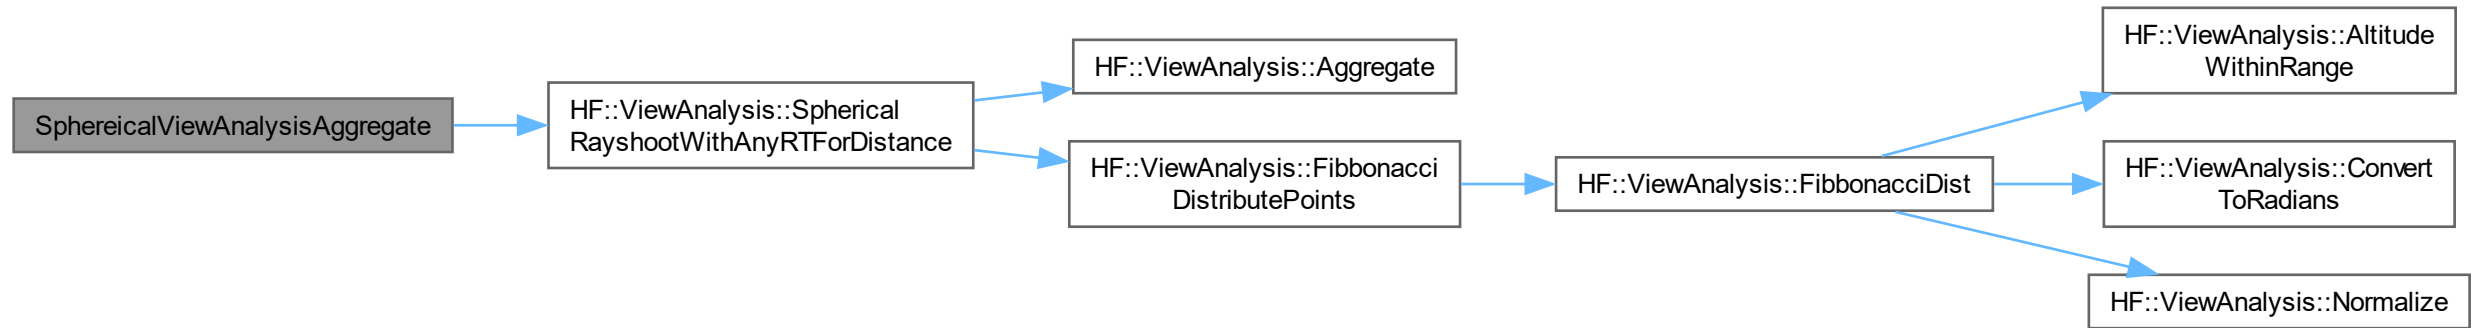 SphereicalViewAnalysisAggregate
HF::ViewAnalysis::Spherical
RayshootWithAnyRTForDistance
HF::ViewAnalysis::Aggregate
HF::ViewAnalysis::Fibbonacci
DistributePoints
HF::ViewAnalysis::FibbonacciDist
HF::ViewAnalysis::Altitude
WithinRange
HF::ViewAnalysis::Convert
ToRadians
HF::ViewAnalysis::Normalize